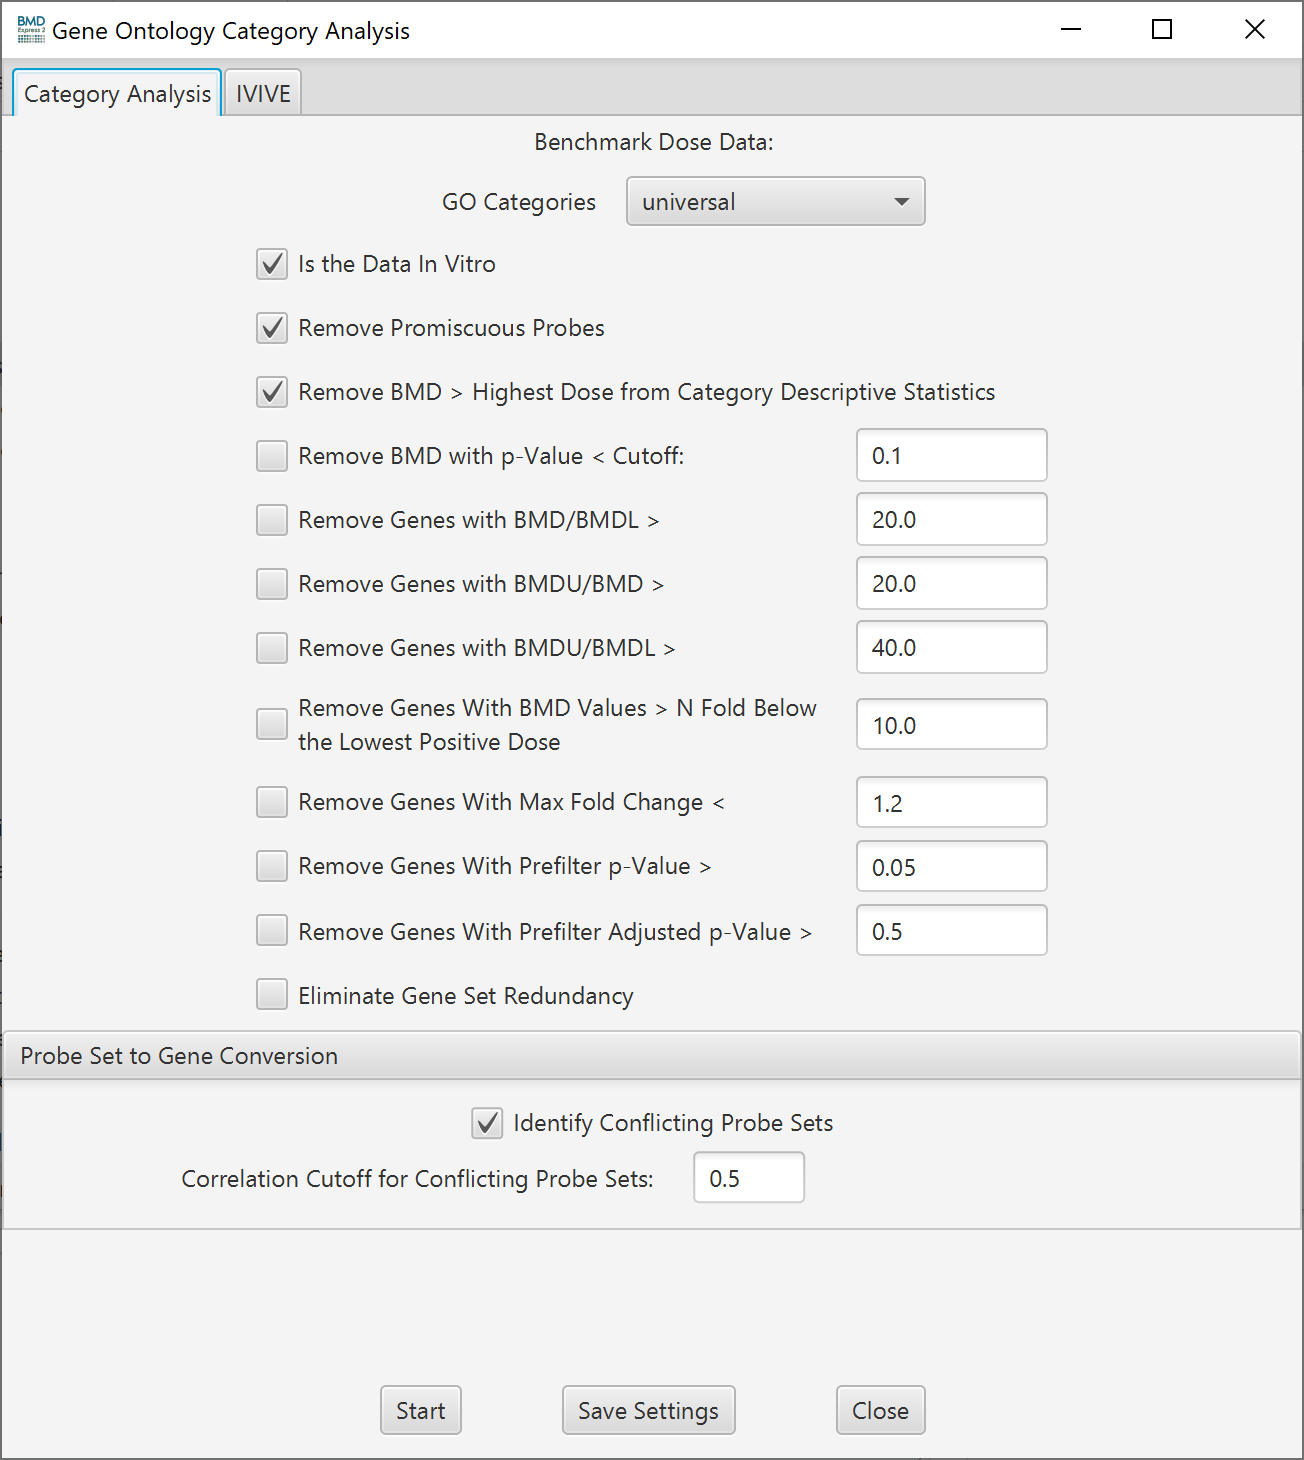 BMD
Express 2
Gene Ontology Category Analysis
Category Analysis
IVIVE
Benchmark Dose Data:
GO Categories
universal
Is the Data In Vitro
Remove Promiscuous Probes
Remove BMD > Highest Dose from Category Descriptive Statistics
Remove BMD with p-Value < Cutoff:
0.1
Remove Genes with BMD/BMDL >
20.0
Remove Genes with BMDU/BMD >
20.0
Remove Genes with BMDU/BMDL >
40.0
Remove Genes With BMD Values > N Fold Below
the Lowest Positive Dose
10.0
Remove Genes With Max Fold Change <
1.2
Remove Genes With Prefilter p-Value >
0.05
Remove Genes With Prefilter Adjusted p-Value >
0.5
Eliminate Gene Set Redundancy
Probe Set to Gene Conversion
Identify Conflicting Probe Sets
Correlation Cutoff for Conflicting Probe Sets:
0.5
Start
Save Settings
Close